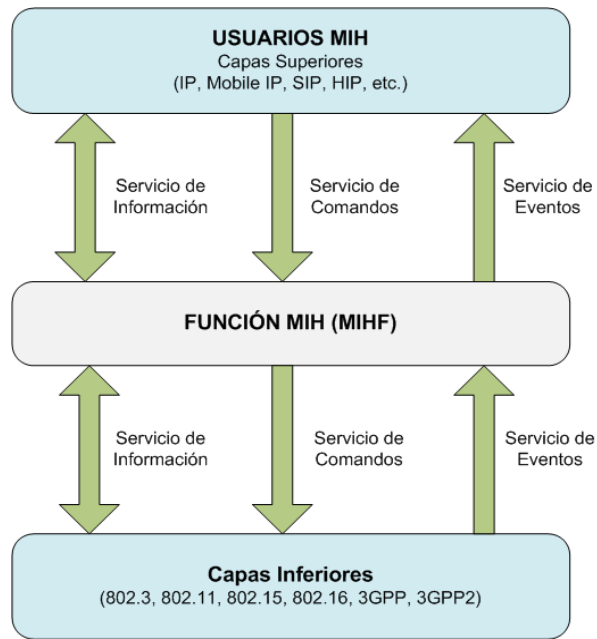 USUARIOS MIH
Capas Superiores
(IP, Mobile IP, SIP, HIP, etc.)
Servicio de
Información
Servicio de
Comandos
Servicio de
Eventos
FUNCIÓN MIH (MIHF)
Servicio de
Información
Servicio de
Comandos
Servicio de
Eventos
Capas Inferiores
(802.3, 802.11, 802.15, 802.16, 3GPP, 3GPP2)